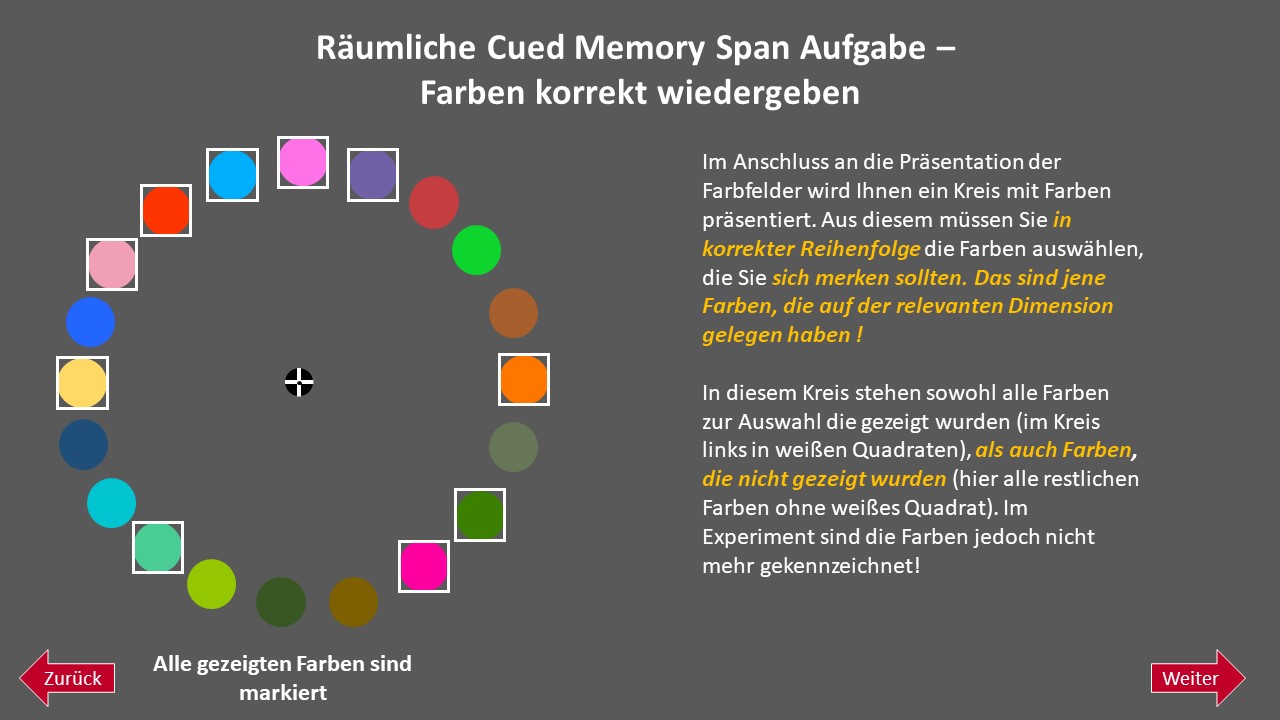 Räumliche Cued Memory Span Aufgabe –
Farben korrekt wiedergeben
Im Anschluss an die Präsentation der
Farbfelder wird Ihnen ein Kreis mit Farben
präsentiert. Aus diesem müssen Sie in
korrekter Reihenfolge die Farben auswählen,
die Sie sich merken sollten. Das sind jene
Farben, die auf der relevanten Dimension
gelegen haben !
In diesem Kreis stehen sowohl alle Farben
zur Auswahl die gezeigt wurden (im Kreis
links in weißen Quadraten), als auch Farben,
die nicht gezeigt wurden (hier alle restlichen
Farben ohne weißes Quadrat). Im
Experiment sind die Farben jedoch nicht
mehr gekennzeichnet!
Alle gezeigten Farben sind
markiert
Zurück
Weiter